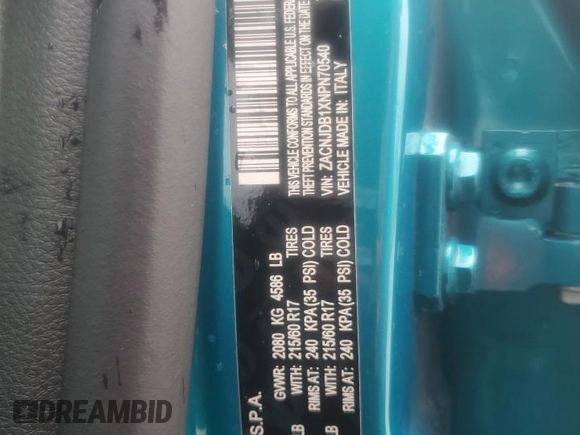 S.P.A.
GVWR: 2080 KG 4586 LB
LB WITH: 215/60 R17 TIRES
RIMS AT: 240 KPA(35 PSI) COLD
LB WITH: 215/60 R17 TIRES
RIMS AT: 240 KPA(35 PSI) COLD
THIS VEHICLE CONFORMS TO ALL APPLICABLE U.S. FEDER
THEFT PREVENTION STANDARDS IN EFFECT ON THE
VIN: ZACNJDB1XNPN70540
VEHICLE MADE IN: ITALY
DREAMBID